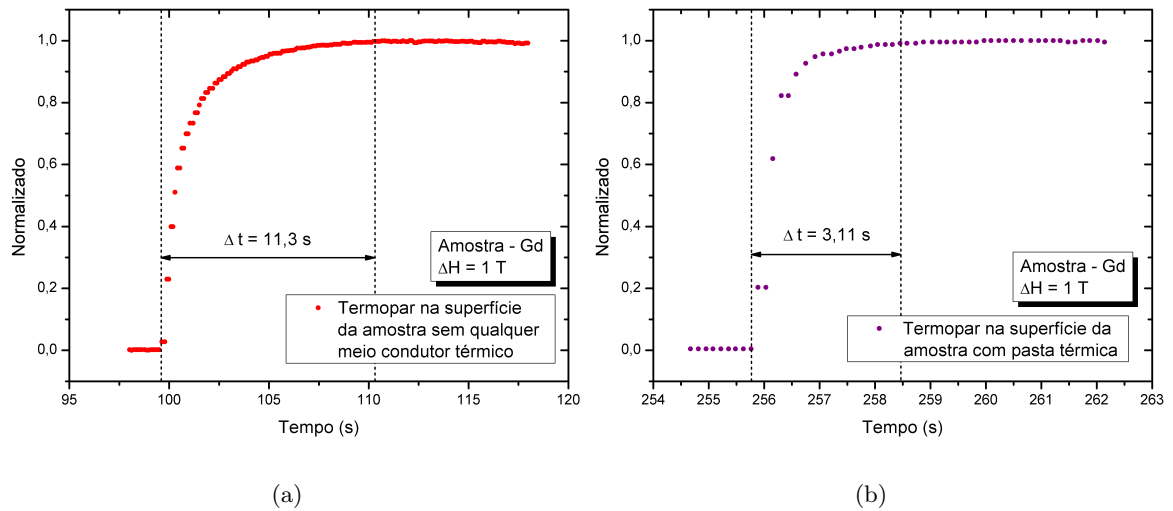 1,0
0,8
0,6
0,4
0,2
0,0
Normalizado
Δ t = 11,3 s
Amostra - Gd
ΔH = 1 T
Termopar na superfície
da amostra sem qualquer
meio condutor térmico
95 100 105 110 115 120
Tempo (s)
(a)
1,0
0,8
0,6
0,4
0,2
0,0
Normalizado
Δ t = 3,11 s
Amostra - Gd
ΔH = 1 T
Termopar na superfície da
amostra com pasta térmica
254 255 256 257 258 259 260 261 262 263
Tempo (s)
(b)